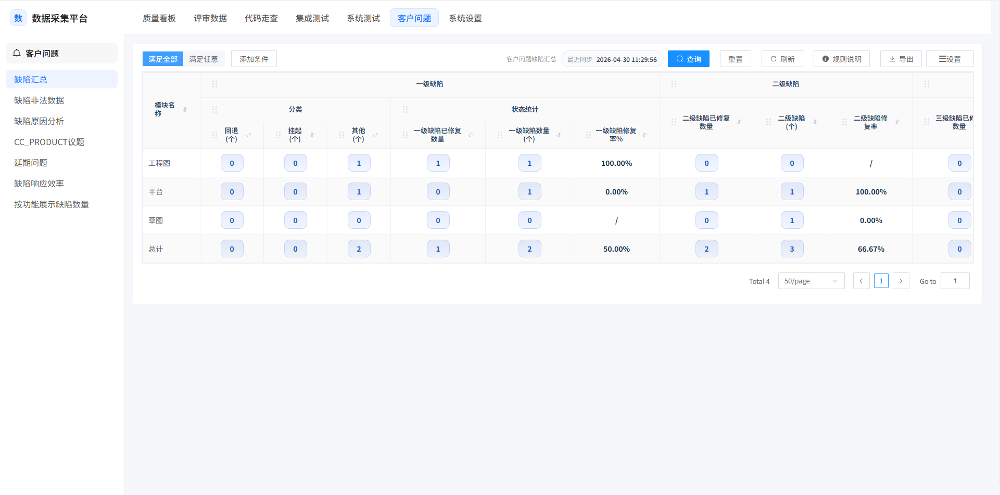 数 数据采集平台 质量看板 评审数据 代码走查 集成测试 系统测试 客户问题 系统设置
客户问题
缺陷汇总
缺陷非法数据
缺陷原因分析
CC_PRODUCT议题
延期问题
缺陷响应效率
按功能展示缺陷数量
满足全部 满足任意 添加条件 客户问题缺陷汇总 最近同步 2026-04-30 11:29:56 查询 重置 刷新 规则说明 导出 设置
模块名
称
一级缺陷 二级缺陷
分类 状态统计
回退
(个)
挂起
(个)
其他
(个)
一级缺陷已修复
数量
一级缺陷数量
(个)
一级缺陷修复
率%
二级缺陷已修复
数量
二级缺陷
(个)
二级缺陷修
复率
三级缺陷已修
数量
工程图 0 0 1 1 1 100.00% 0 0 / 0
平台 0 0 1 0 1 0.00% 1 1 100.00% 0
草图 0 0 0 0 0 / 0 1 0.00% 0
总计 0 0 2 1 2 50.00% 2 3 66.67% 0
Total 4 50/page 1 Go to 1